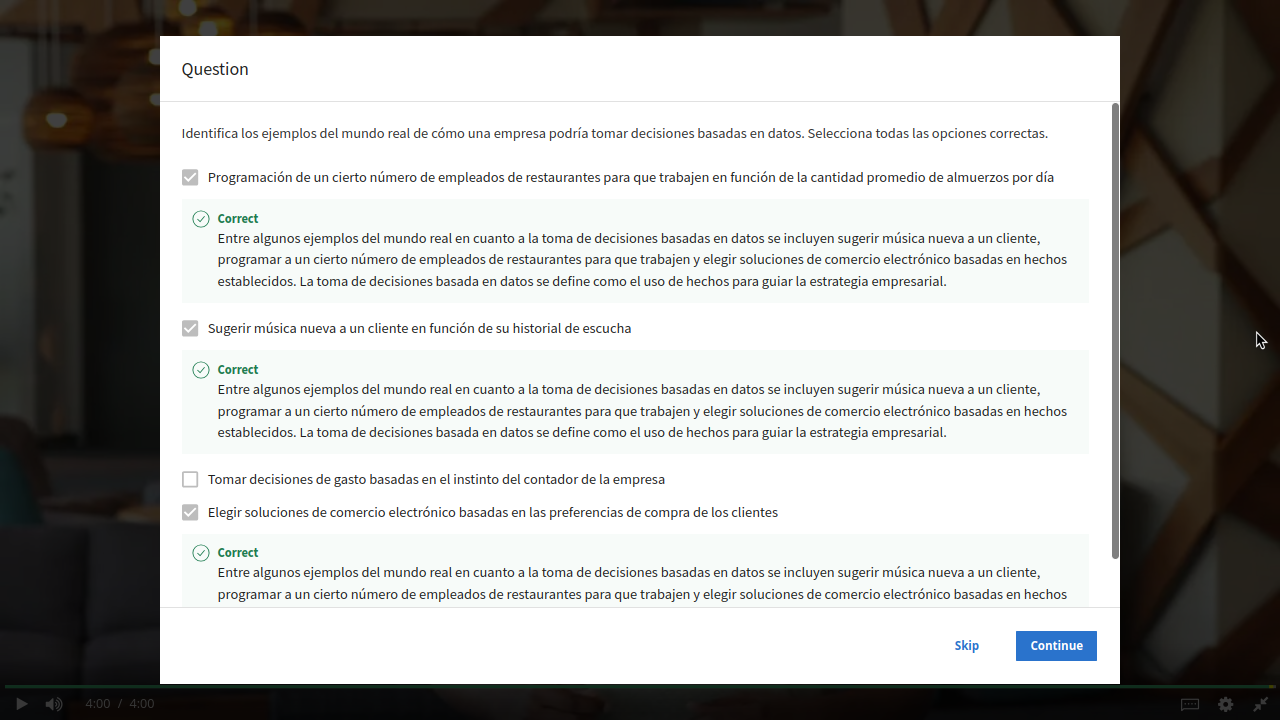 Question
Identifica los ejemplos del mundo real de cómo una empresa podría tomar decisiones basadas en datos. Selecciona todas las opciones correctas.
Programación de un cierto número de empleados de restaurantes para que trabajen en función de la cantidad promedio de almuerzos por día
Correct
Entre algunos ejemplos del mundo real en cuanto a la toma de decisiones basadas en datos se incluyen sugerir música nueva a un cliente,
programar a un cierto número de empleados de restaurantes para que trabajen y elegir soluciones de comercio electrónico basadas en hechos
establecidos. La toma de decisiones basada en datos se define como el uso de hechos para guiar la estrategia empresarial.
Sugerir música nueva a un cliente en función de su historial de escucha
Correct
Entre algunos ejemplos del mundo real en cuanto a la toma de decisiones basadas en datos se incluyen sugerir música nueva a un cliente,
programar a un cierto número de empleados de restaurantes para que trabajen y elegir soluciones de comercio electrónico basadas en hechos
establecidos. La toma de decisiones basada en datos se define como el uso de hechos para guiar la estrategia empresarial.
Tomar decisiones de gasto basadas en el instinto del contador de la empresa
Elegir soluciones de comercio electrónico basadas en las preferencias de compra de los clientes
Correct
Entre algunos ejemplos del mundo real en cuanto a la toma de decisiones basadas en datos se incluyen sugerir música nueva a un cliente,
programar a un cierto número de empleados de restaurantes para que trabajen y elegir soluciones de comercio electrónico basadas en hechos
Skip Continue
4:00 / 4:00